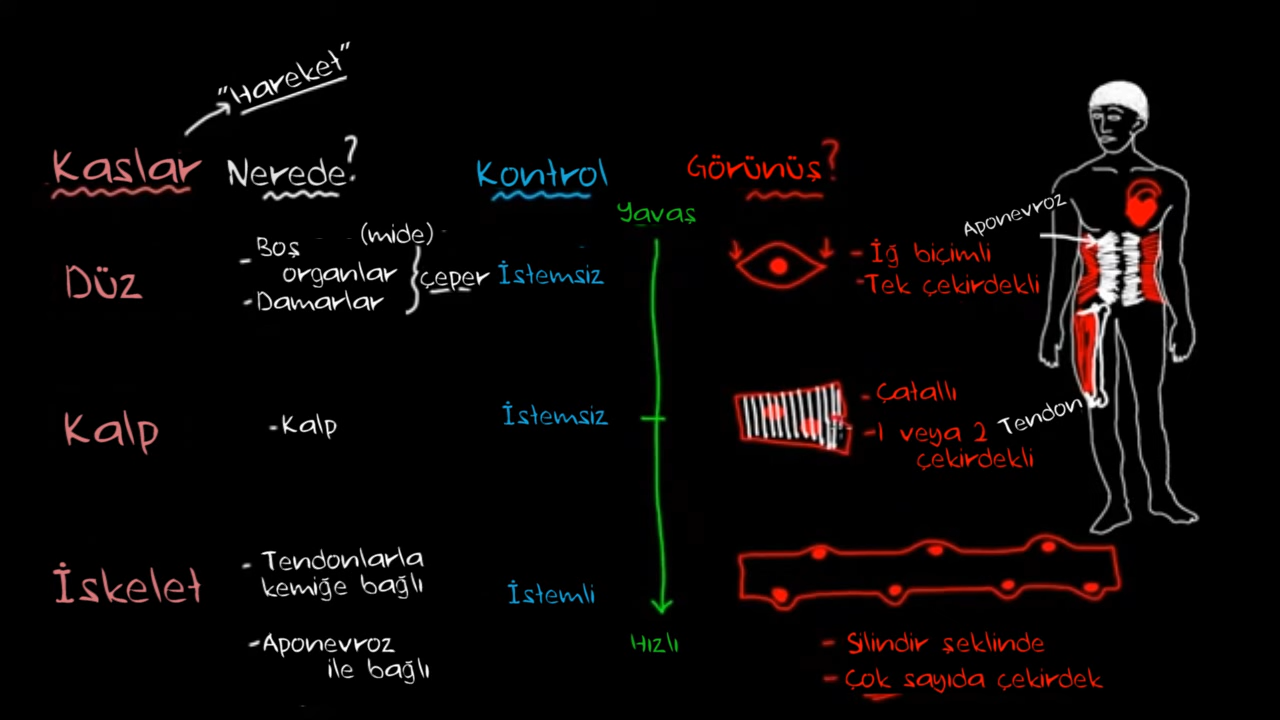 "Hareket"
Kaslar
Nerede?
Kontrol
Görünüş?
Yavaş
Düz
- Boş organlar (mide)
- Damarlar
çeper
İstemsiz
- İğ biçimli
- Tek çekirdekli
Aponevroz
Kalp
- Kalp
İstemsiz
- Çatallı
- 1 veya 2
çekirdekli
Tendon
İskelet
- Tendonlarla
kemiğe bağlı
- Aponevroz
ile bağlı
İstemli
Hızlı
- Silindir şeklinde
- Çok sayıda çekirdek